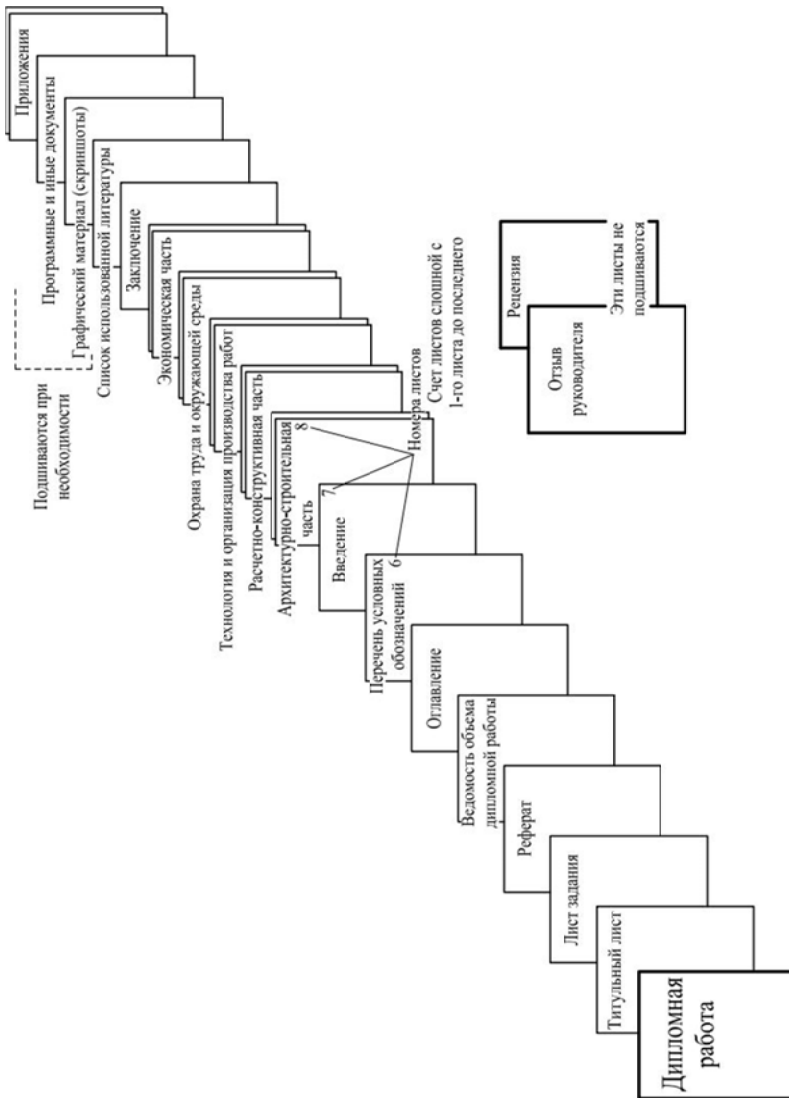 Дипломная
работа
Титульный лист
Лист задания
Реферат
Ведомость объема
дипломной работы
Оглавление
Перечень условных
обозначений
6
Введение
7
Архитектурно-строительная
часть
8
Расчетно-конструктивная часть
Технология и организация производства работ
Охрана труда и окружающей среды
Экономическая часть
Заключение
Список использованной литературы
Графический материал (скриншоты)
Программные и иные документы
Приложения
Подшиваются при
необходимости
Номера листов
Счет листов слошной с
1-го листа до последнего
Отзыв
руководителя
Рецензия
Эти листы не
подшиваются